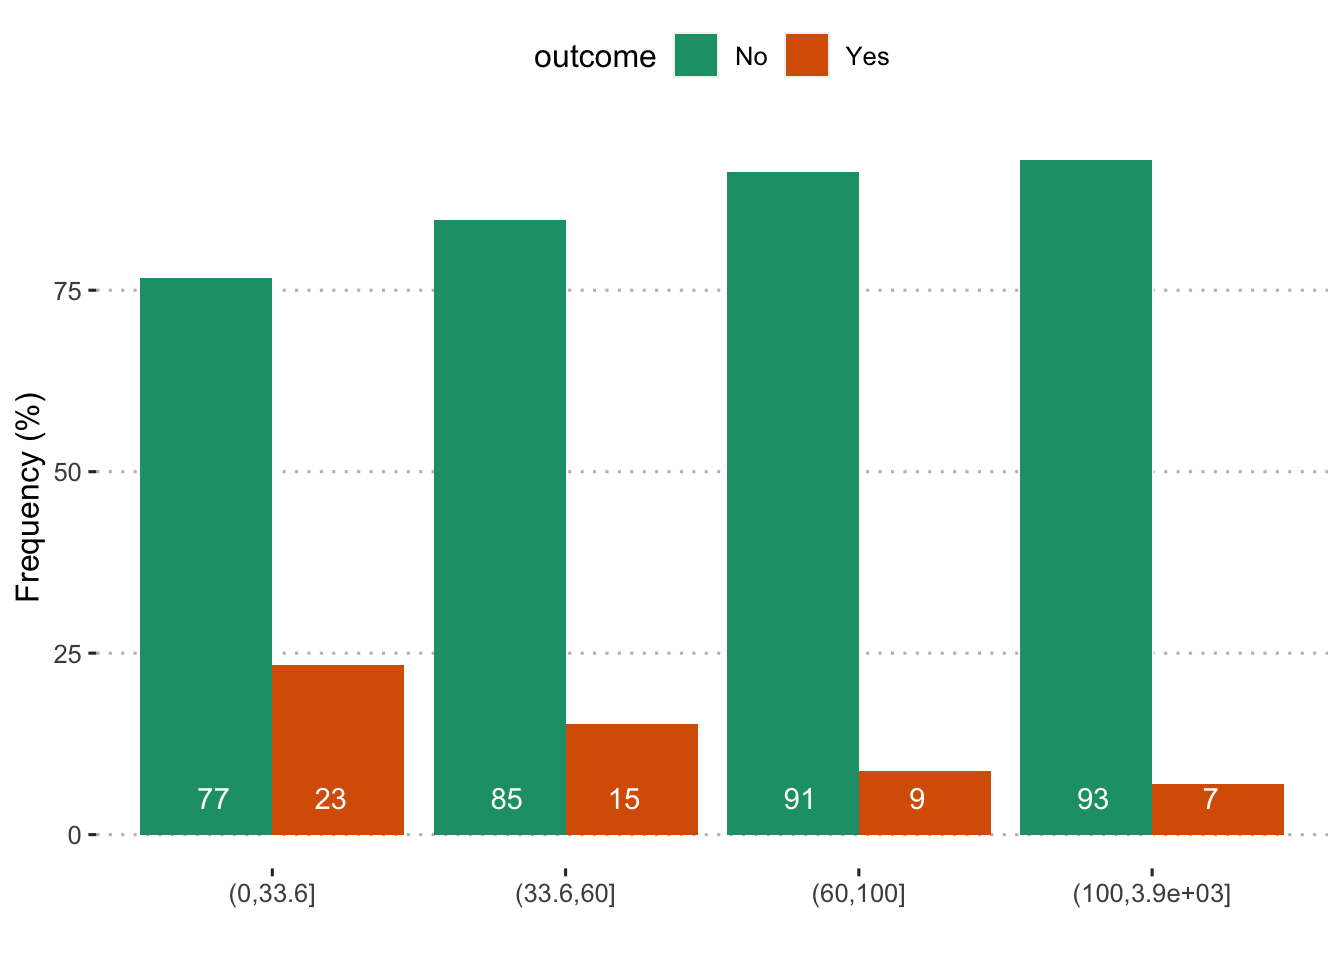 outcome No Yes
Frequency (%)
75
50
25
0
77 23 85 15 91 9 93 7
(0,33.6] (33.6,60] (60,100] (100,3.9e+03]